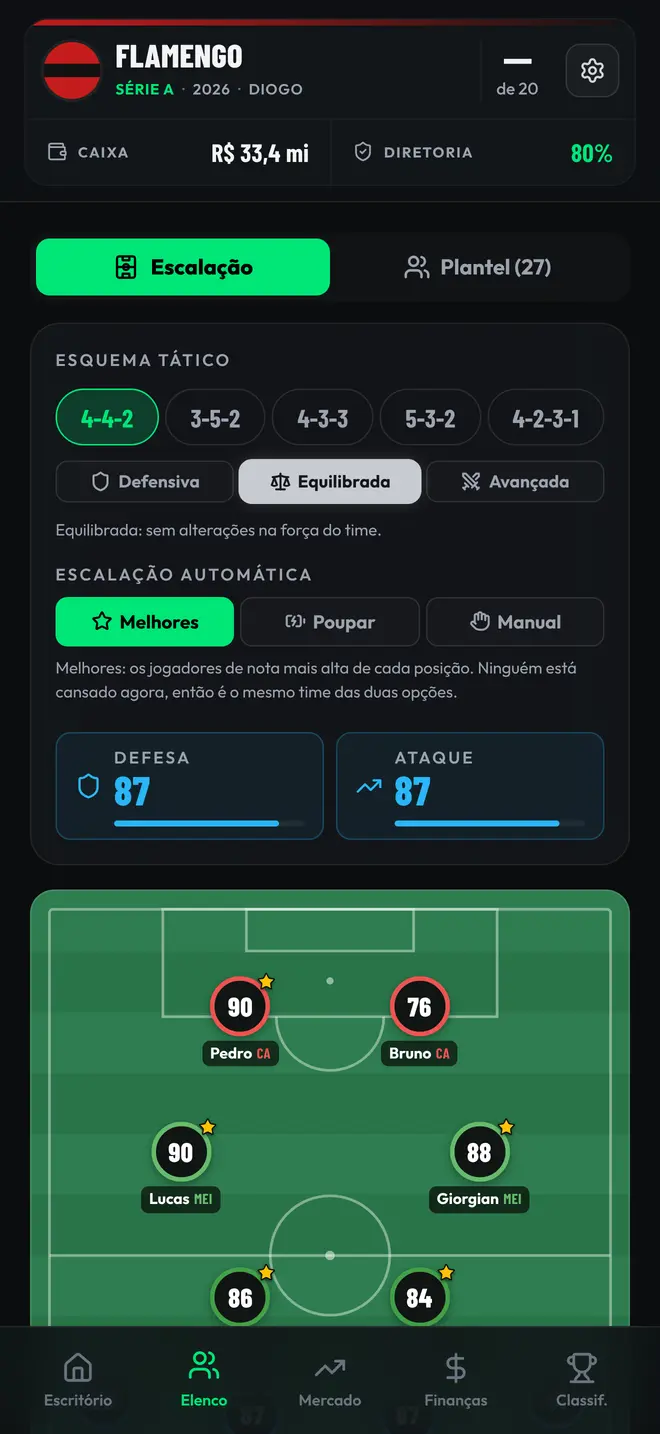 FLAMENGO
SÉRIE A · 2026 · DIOGO
—
de 20
CAIXA R$ 33,4 mi
DIRETORIA 80%
Escalação
Plantel (27)
ESQUEMA TÁTICO
4-4-2 3-5-2 4-3-3 5-3-2 4-2-3-1
Defensiva Equilibrada Avançada
Equilibrada: sem alterações na força do time.
ESCALAÇÃO AUTOMÁTICA
Melhores Poupar Manual
Melhores: os jogadores de nota mais alta de cada posição. Ninguém está
cansado agora, então é o mesmo time das duas opções.
DEFESA
87
ATAQUE
87
90 76
Pedro CA Bruno CA
90 88
Lucas MEI Giorgian MEI
86 84
87 87
Escritório Elenco Mercado Finanças Classif.